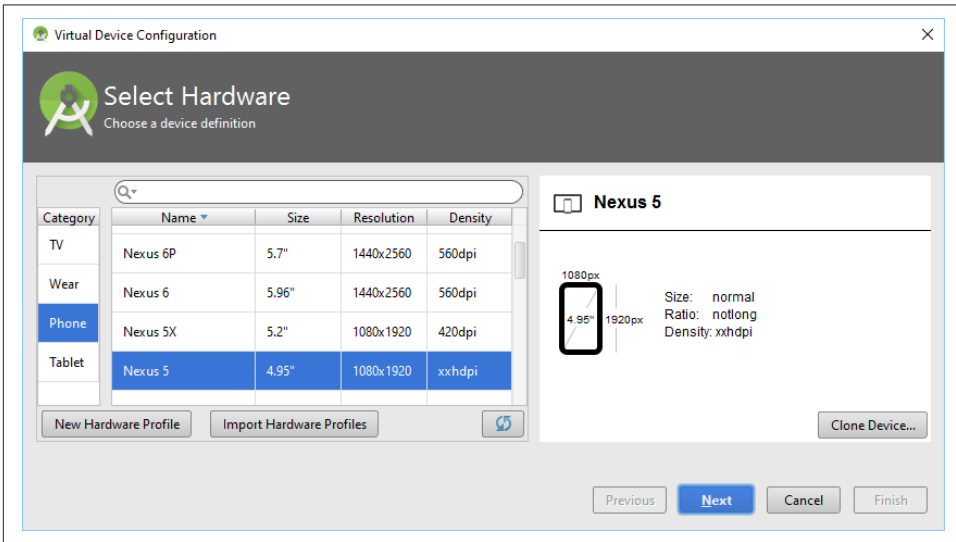 Virtual Device Configuration
Select Hardware
Choose a device definition
Category
Name Size Resolution Density
TV
Nexus 6P 5.7" 1440x2560 560dpi
Wear
Nexus 6 5.96" 1440x2560 560dpi
Phone
Nexus 5X 5.2" 1080x1920 420dpi
Tablet
Nexus 5 4.95" 1080x1920 xxhdpi
New Hardware Profile Import Hardware Profiles
Nexus 5
1080px
4.95" 1920px
Size: normal
Ratio: notlong
Density: xxhdpi
Clone Device...
Previous Next Cancel Finish